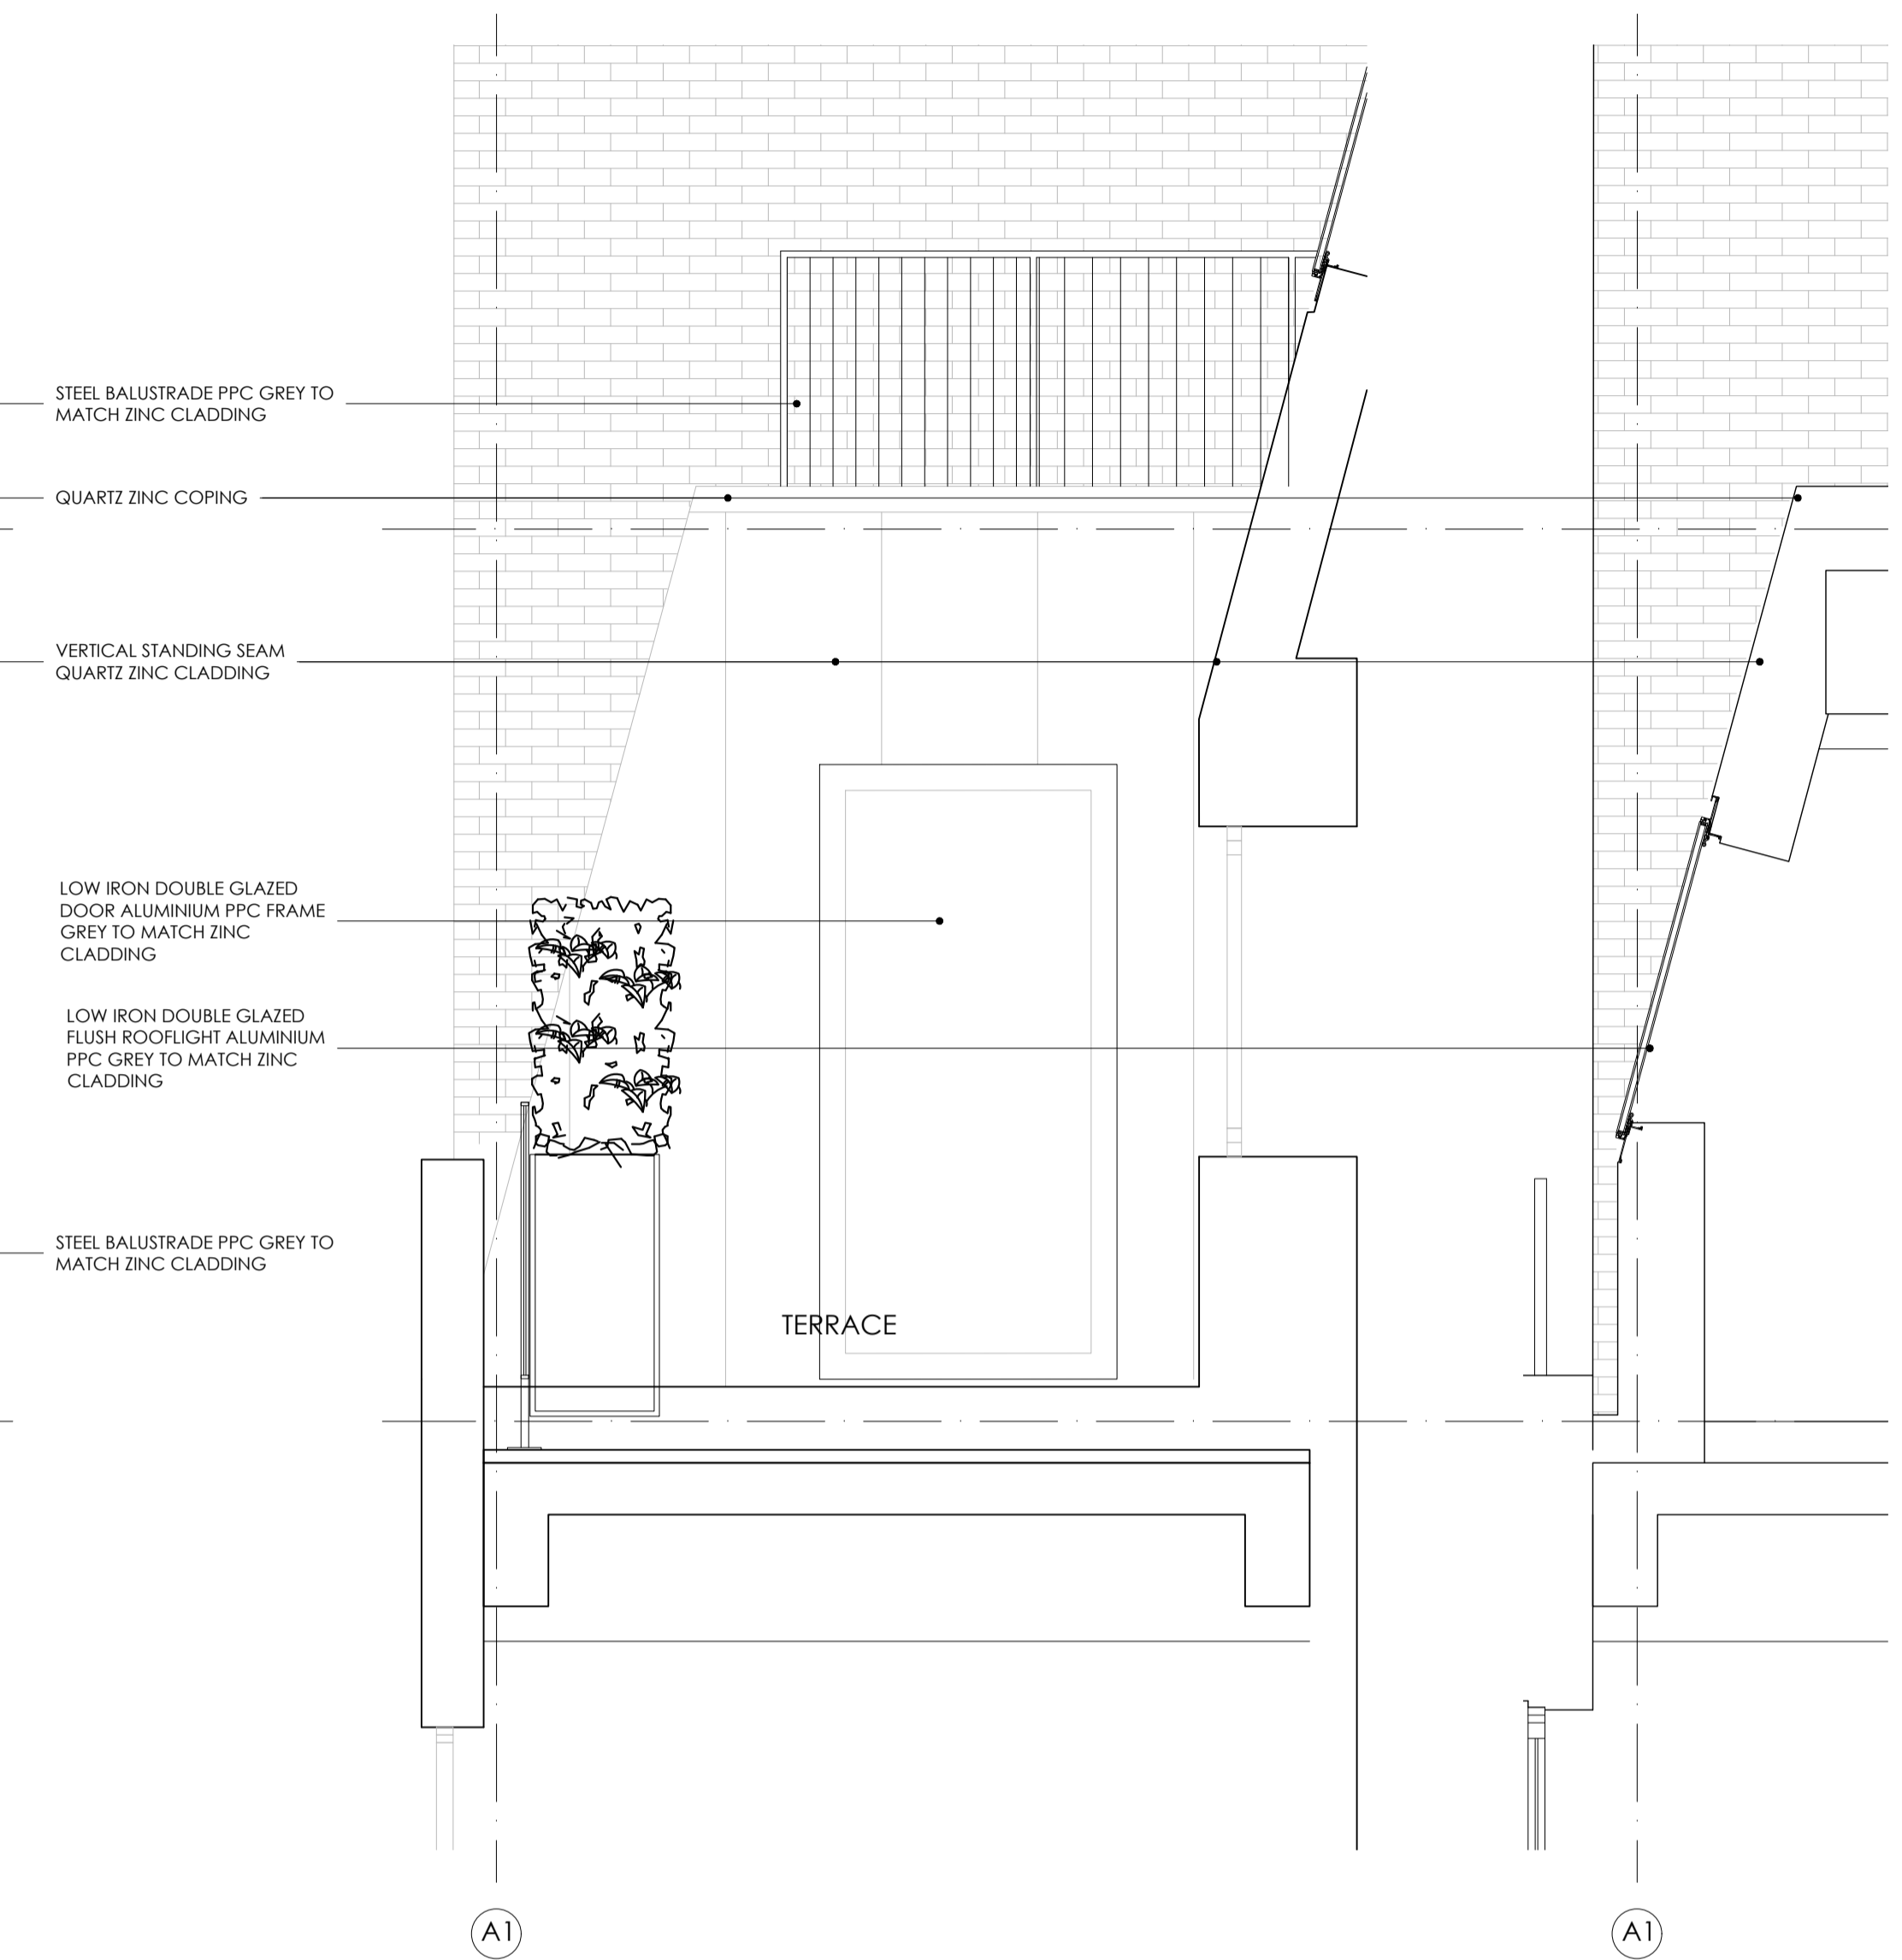 STEEL BALUSTRADE PPC GREY TO
MATCH ZINC CLADDING
QUARTZ ZINC COPING
VERTICAL STANDING SEAM
QUARTZ ZINC CLADDING
LOW IRON DOUBLE GLAZED
DOOR ALUMINIUM PPC FRAME
GREY TO MATCH ZINC
CLADDING
LOW IRON DOUBLE GLAZED
FLUSH ROOFLIGHT ALUMINIUM
PPC GREY TO MATCH ZINC
CLADDING
STEEL BALUSTRADE PPC GREY TO
MATCH ZINC CLADDING
TERRACE
A1
A1